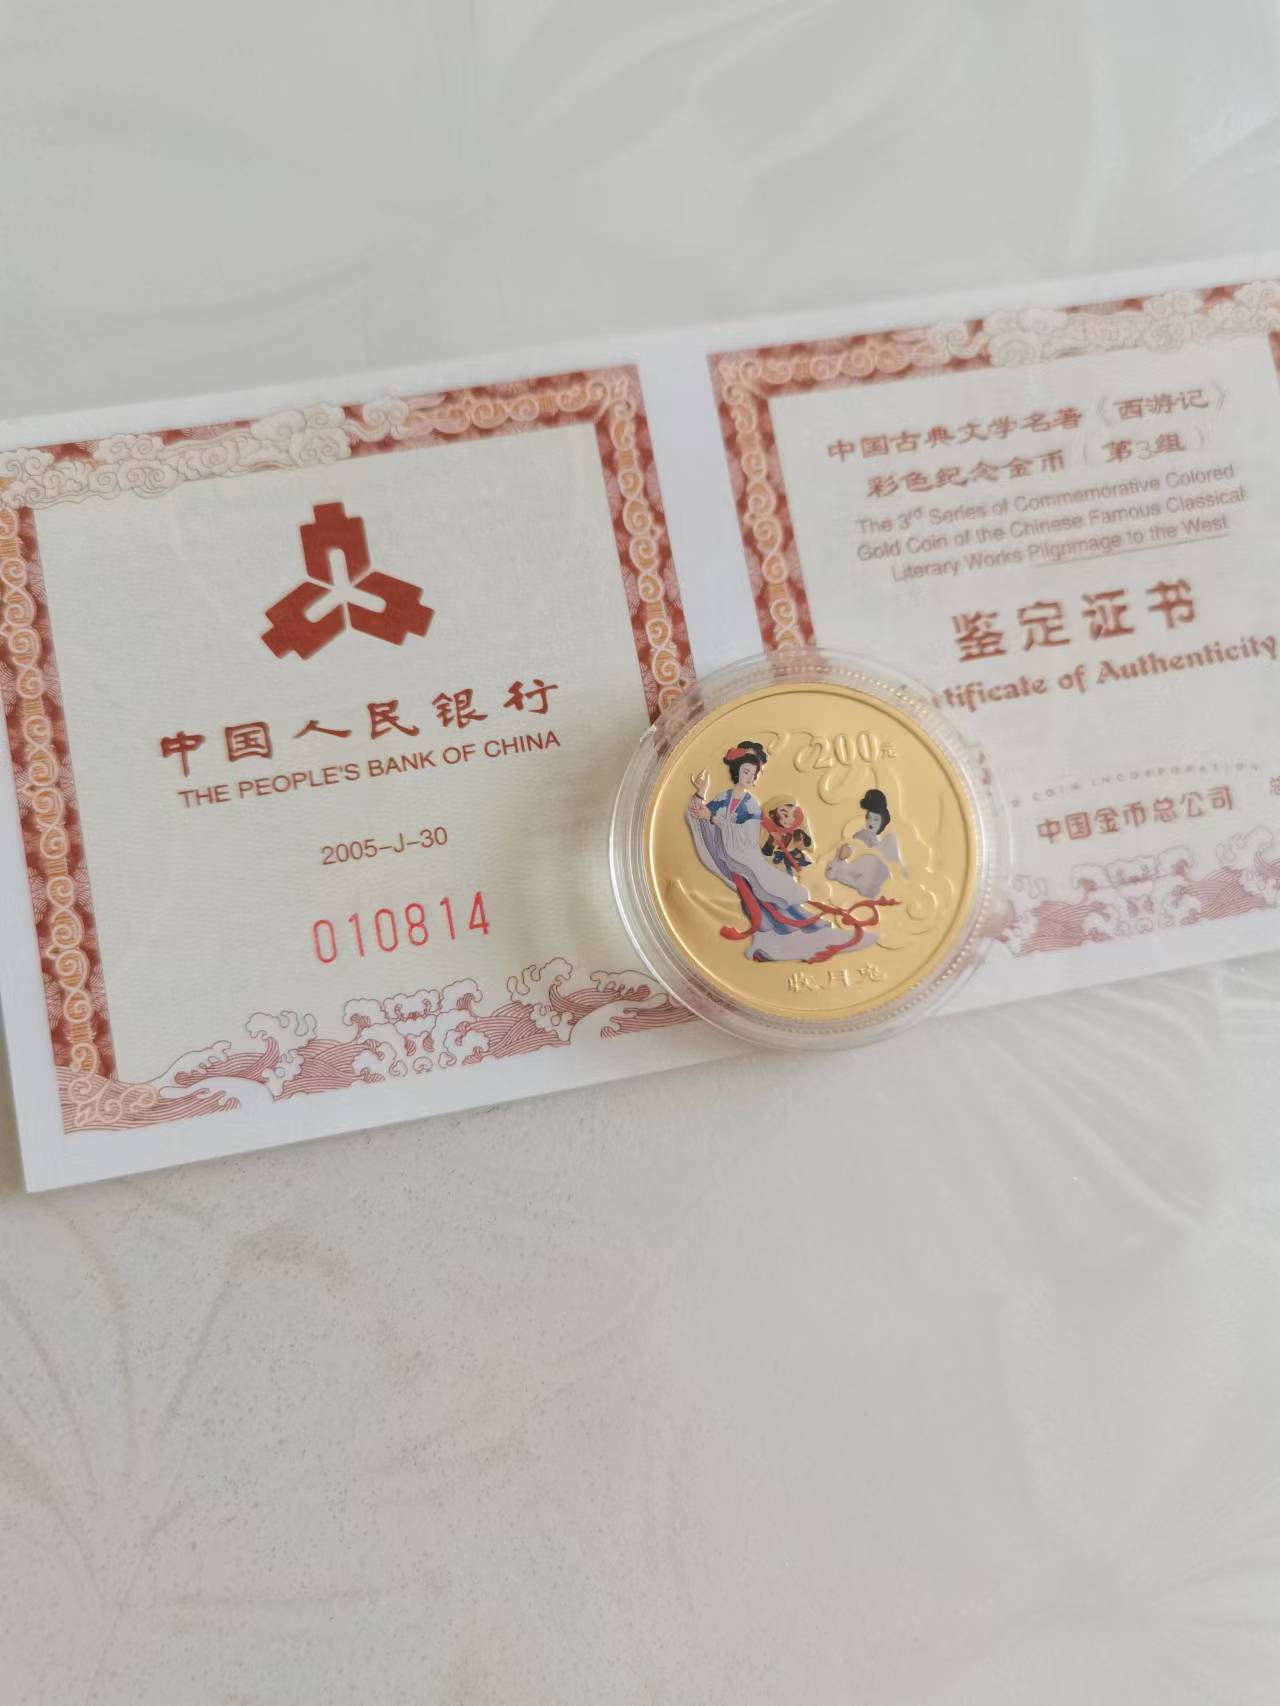 中国人民银行
THE PEOPLE'S BANK OF CHINA
2005-J-30
010814
中国古典文学名著《西游记》
彩色纪念金币（第3组）
The 3rd Series of Commemorative Colored
Gold Coin of the Chinese Famous Classical
Literary Works Pilgrimage to the West
鉴定证书
tificate of Authenticity
COIN INCORPORATION
中国金币总公司
200元
收月兔